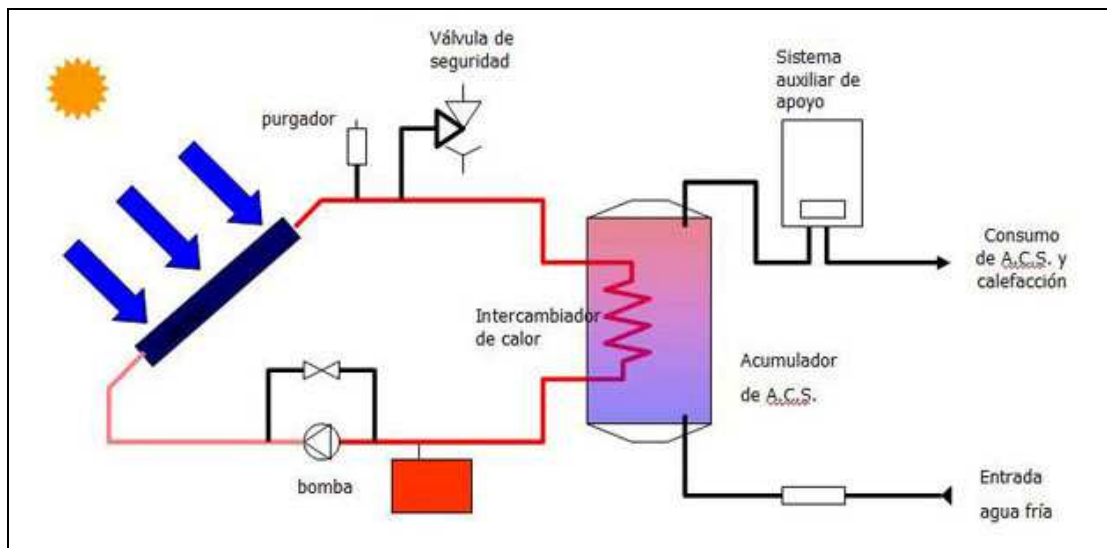 Válvula de
seguridad
Sistema
auxiliar de
apoyo
purgador
Consumo
de A.C.S. y
calefacción
Intercambiador
de calor
Acumulador
de A.C.S.
bomba
Entrada
agua fría